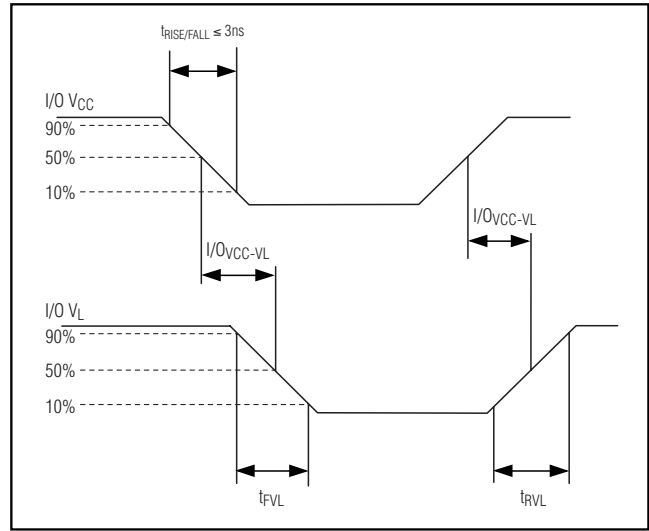 tRISE/FALL ≤ 3ns
I/O VCC
90%
50%
10%
I/OVCC-VL
I/OVCC-VL
I/O VL
90%
50%
10%
tFVL
tRVL